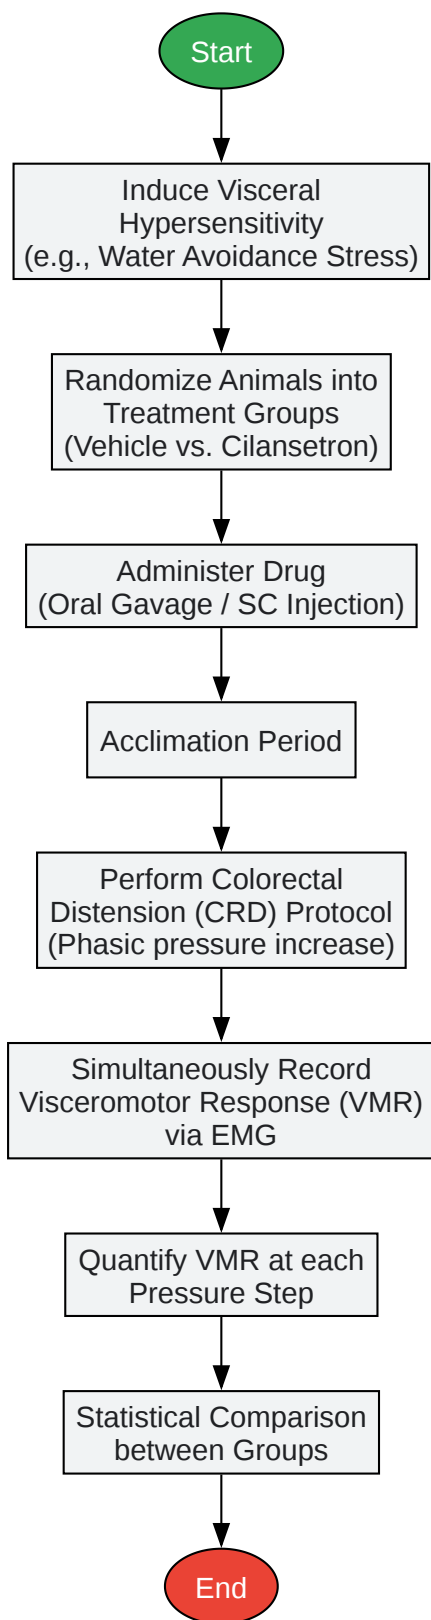 Start
Induce Visceral
Hypersensitivity
(e.g., Water Avoidance Stress)
Randomize Animals into
Treatment Groups
(Vehicle vs. Cilansetron)
Administer Drug
(Oral Gavage / SC Injection)
Acclimation Period
Perform Colorectal
Distension (CRD) Protocol
(Phasic pressure increase)
Simultaneously Record
Visceromotor Response (VMR)
via EMG
Quantify VMR at each
Pressure Step
Statistical Comparison
between Groups
End